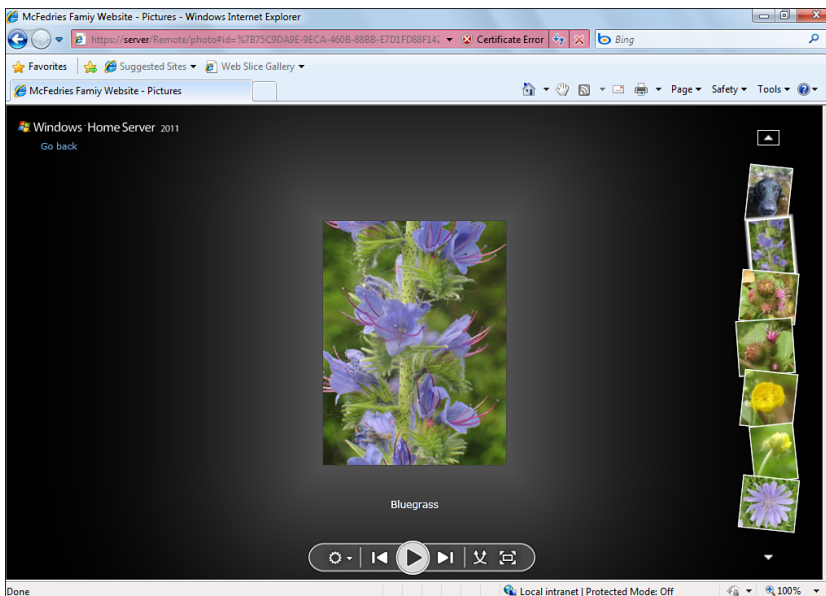 McFedries Famiy Website - Pictures - Windows Internet Explorer
https://server/Remote/photo#id=%7B75C9DA9E-9ECA-460B-88BB-E7D1FD88F142
Certificate Error
Bing
Favorites
Suggested Sites
Web Slice Gallery
McFedries Famiy Website - Pictures
Page
Safety
Tools
Windows Home Server 2011
Go back
Bluegrass
Done
Local intranet | Protected Mode: Off
100%